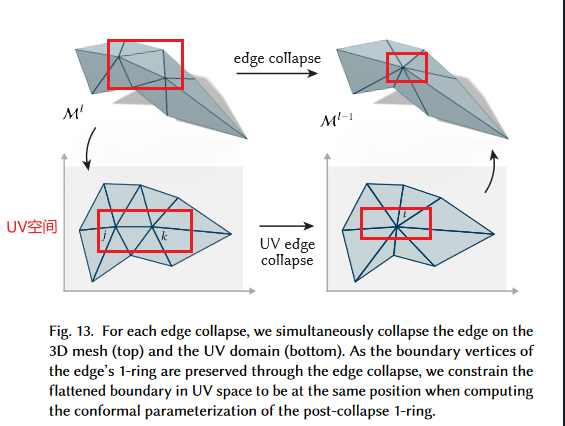 edge collapse
Mˡ
Mˡ⁻¹
UV空间
j
k
i
UV edge
collapse
Fig. 13. For each edge collapse, we simultaneously collapse the edge on the
3D mesh (top) and the UV domain (bottom). As the boundary vertices of
the edge's 1-ring are preserved through the edge collapse, we constrain the
flattened boundary in UV space to be at the same position when computing
the conformal parameterization of the post-collapse 1-ring.